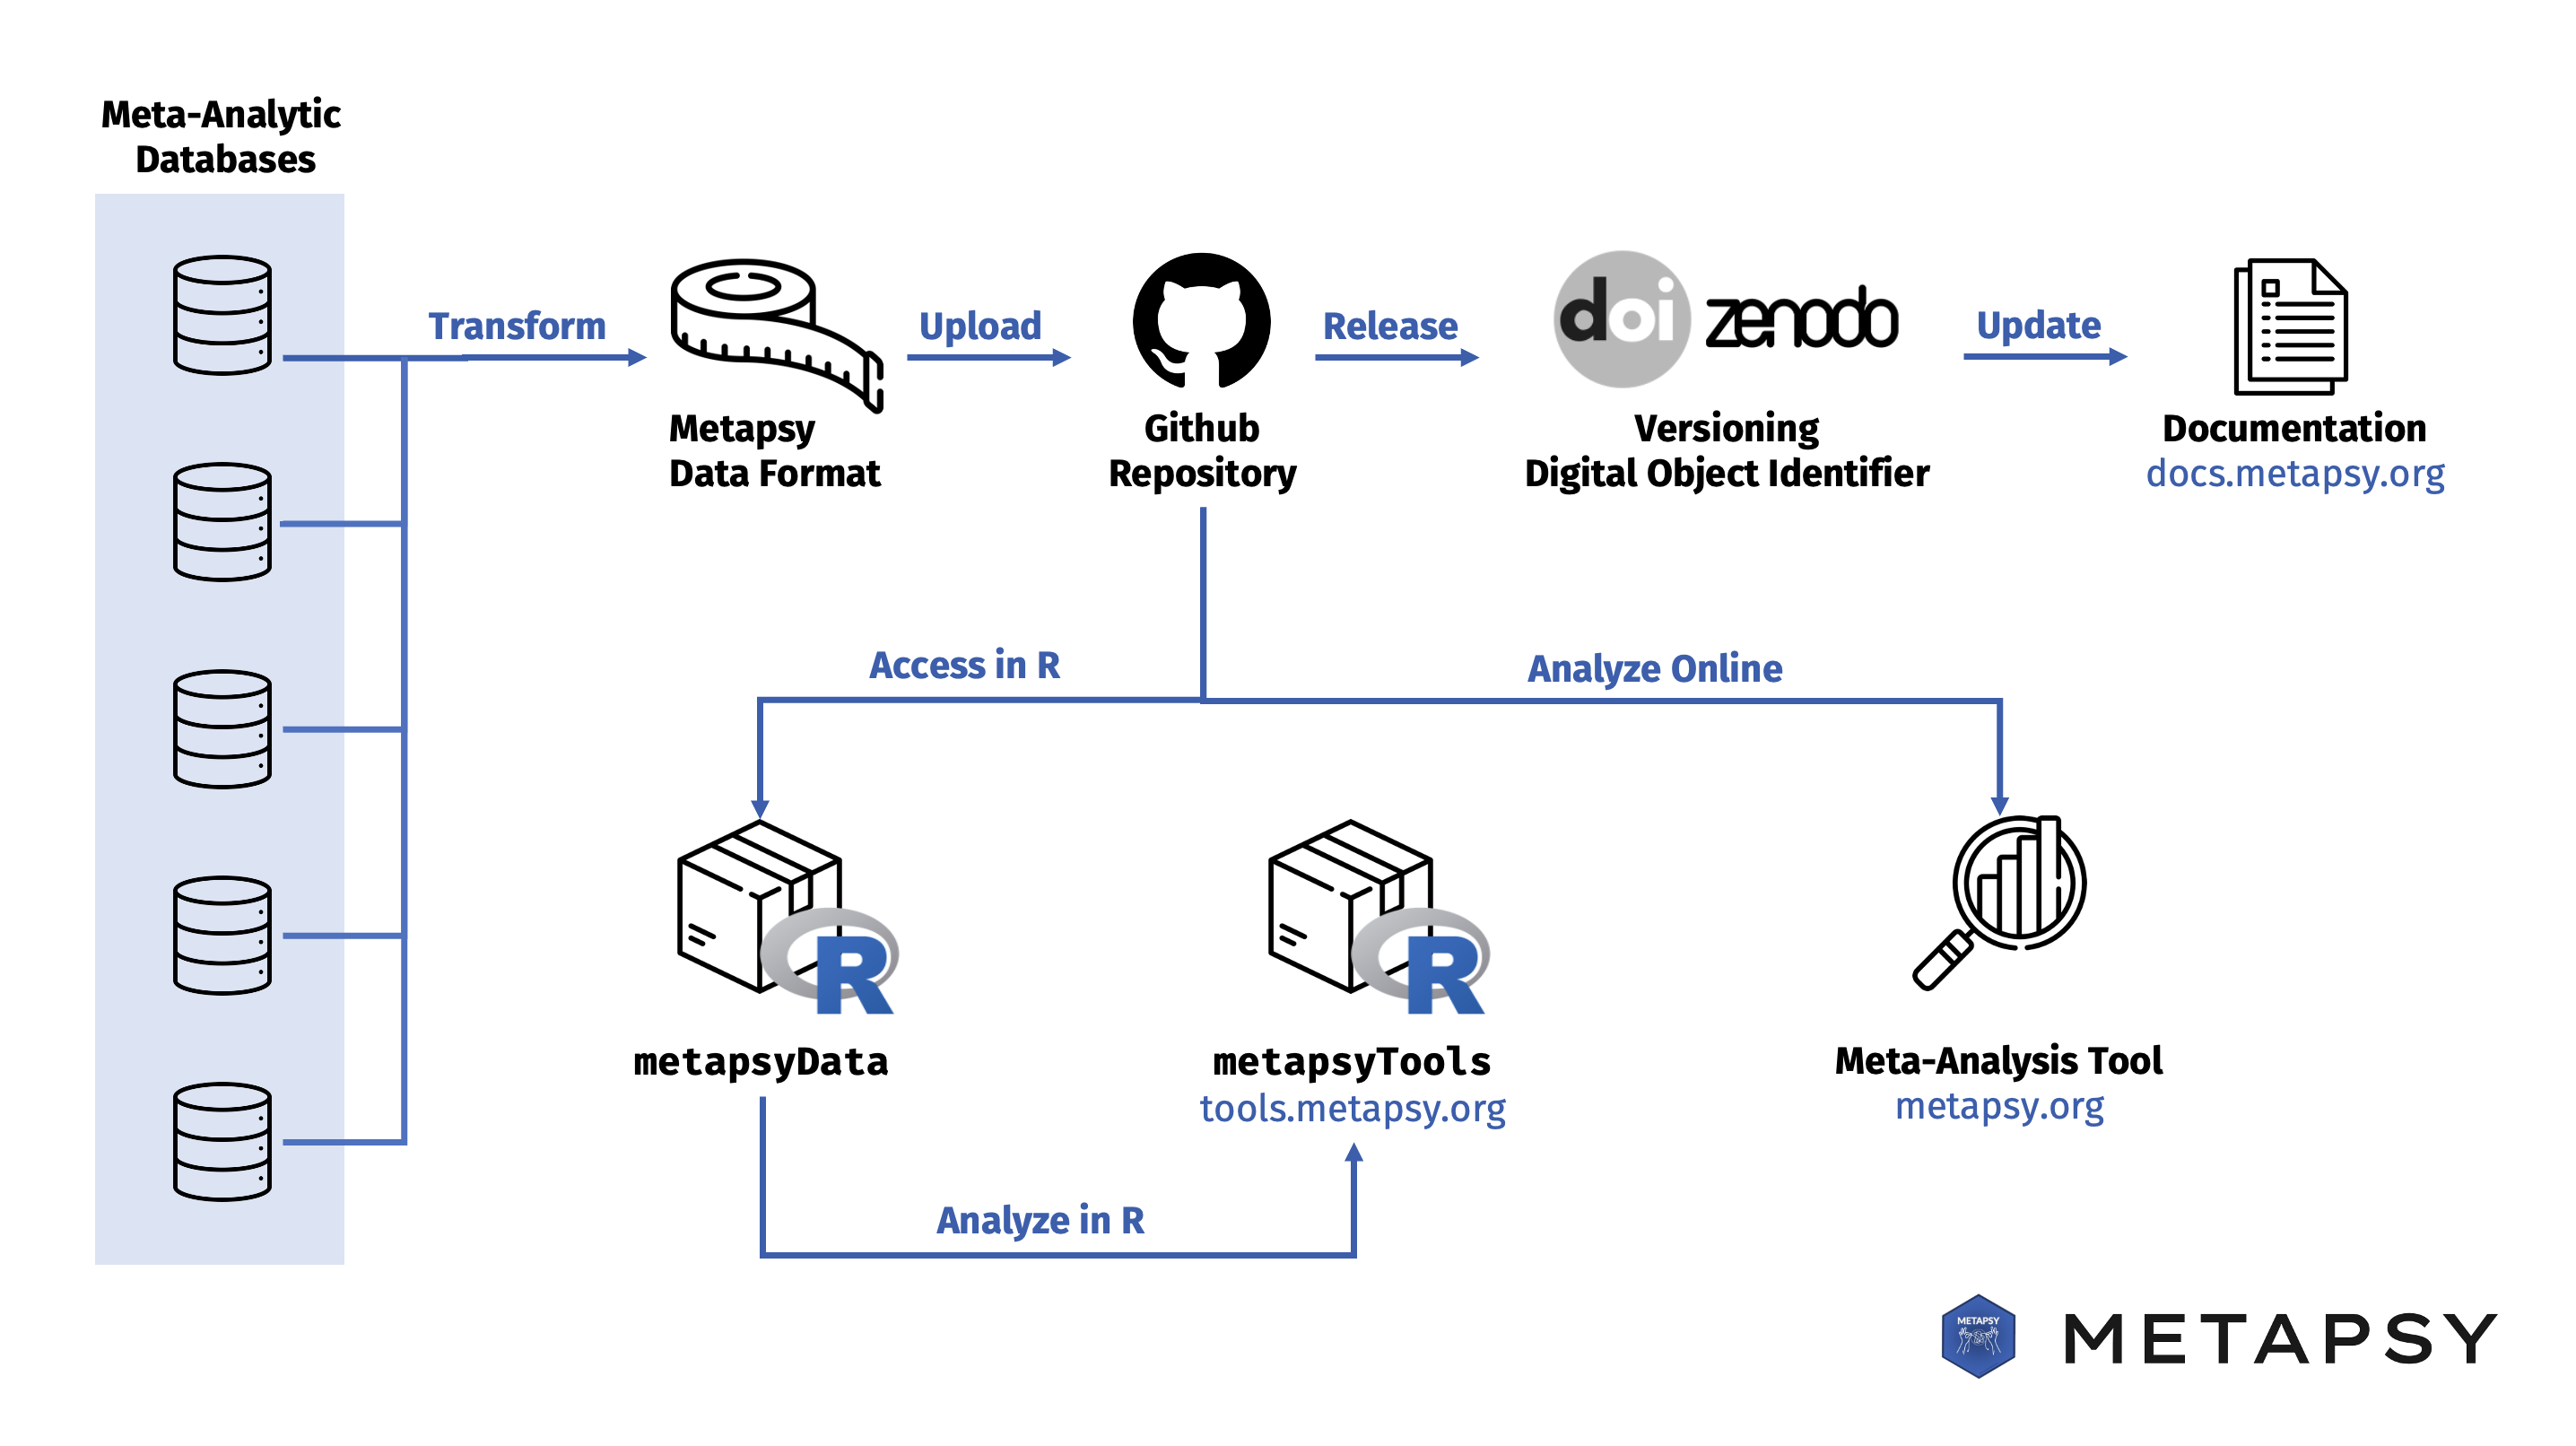 Meta-Analytic
Databases
Transform
Metapsy
Data Format
Upload
Github
Repository
Release
doi zenodo
Versioning
Digital Object Identifier
Update
Documentation
docs.metapsy.org
Access in R
Analyze Online
R
metapsyData
R
metapsyTools
tools.metapsy.org
Meta-Analysis Tool
metapsy.org
Analyze in R
METAPSY
METAPSY